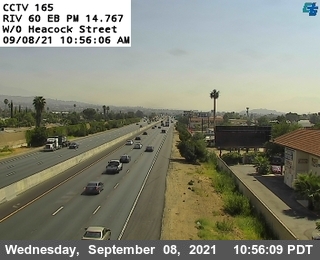 CCTV 165
RIV 60 EB PM 14.767
W/O Heacock Street
09/08/21 10:56:06 AM
Wednesday, September 08, 2021 10:56:09 PDT